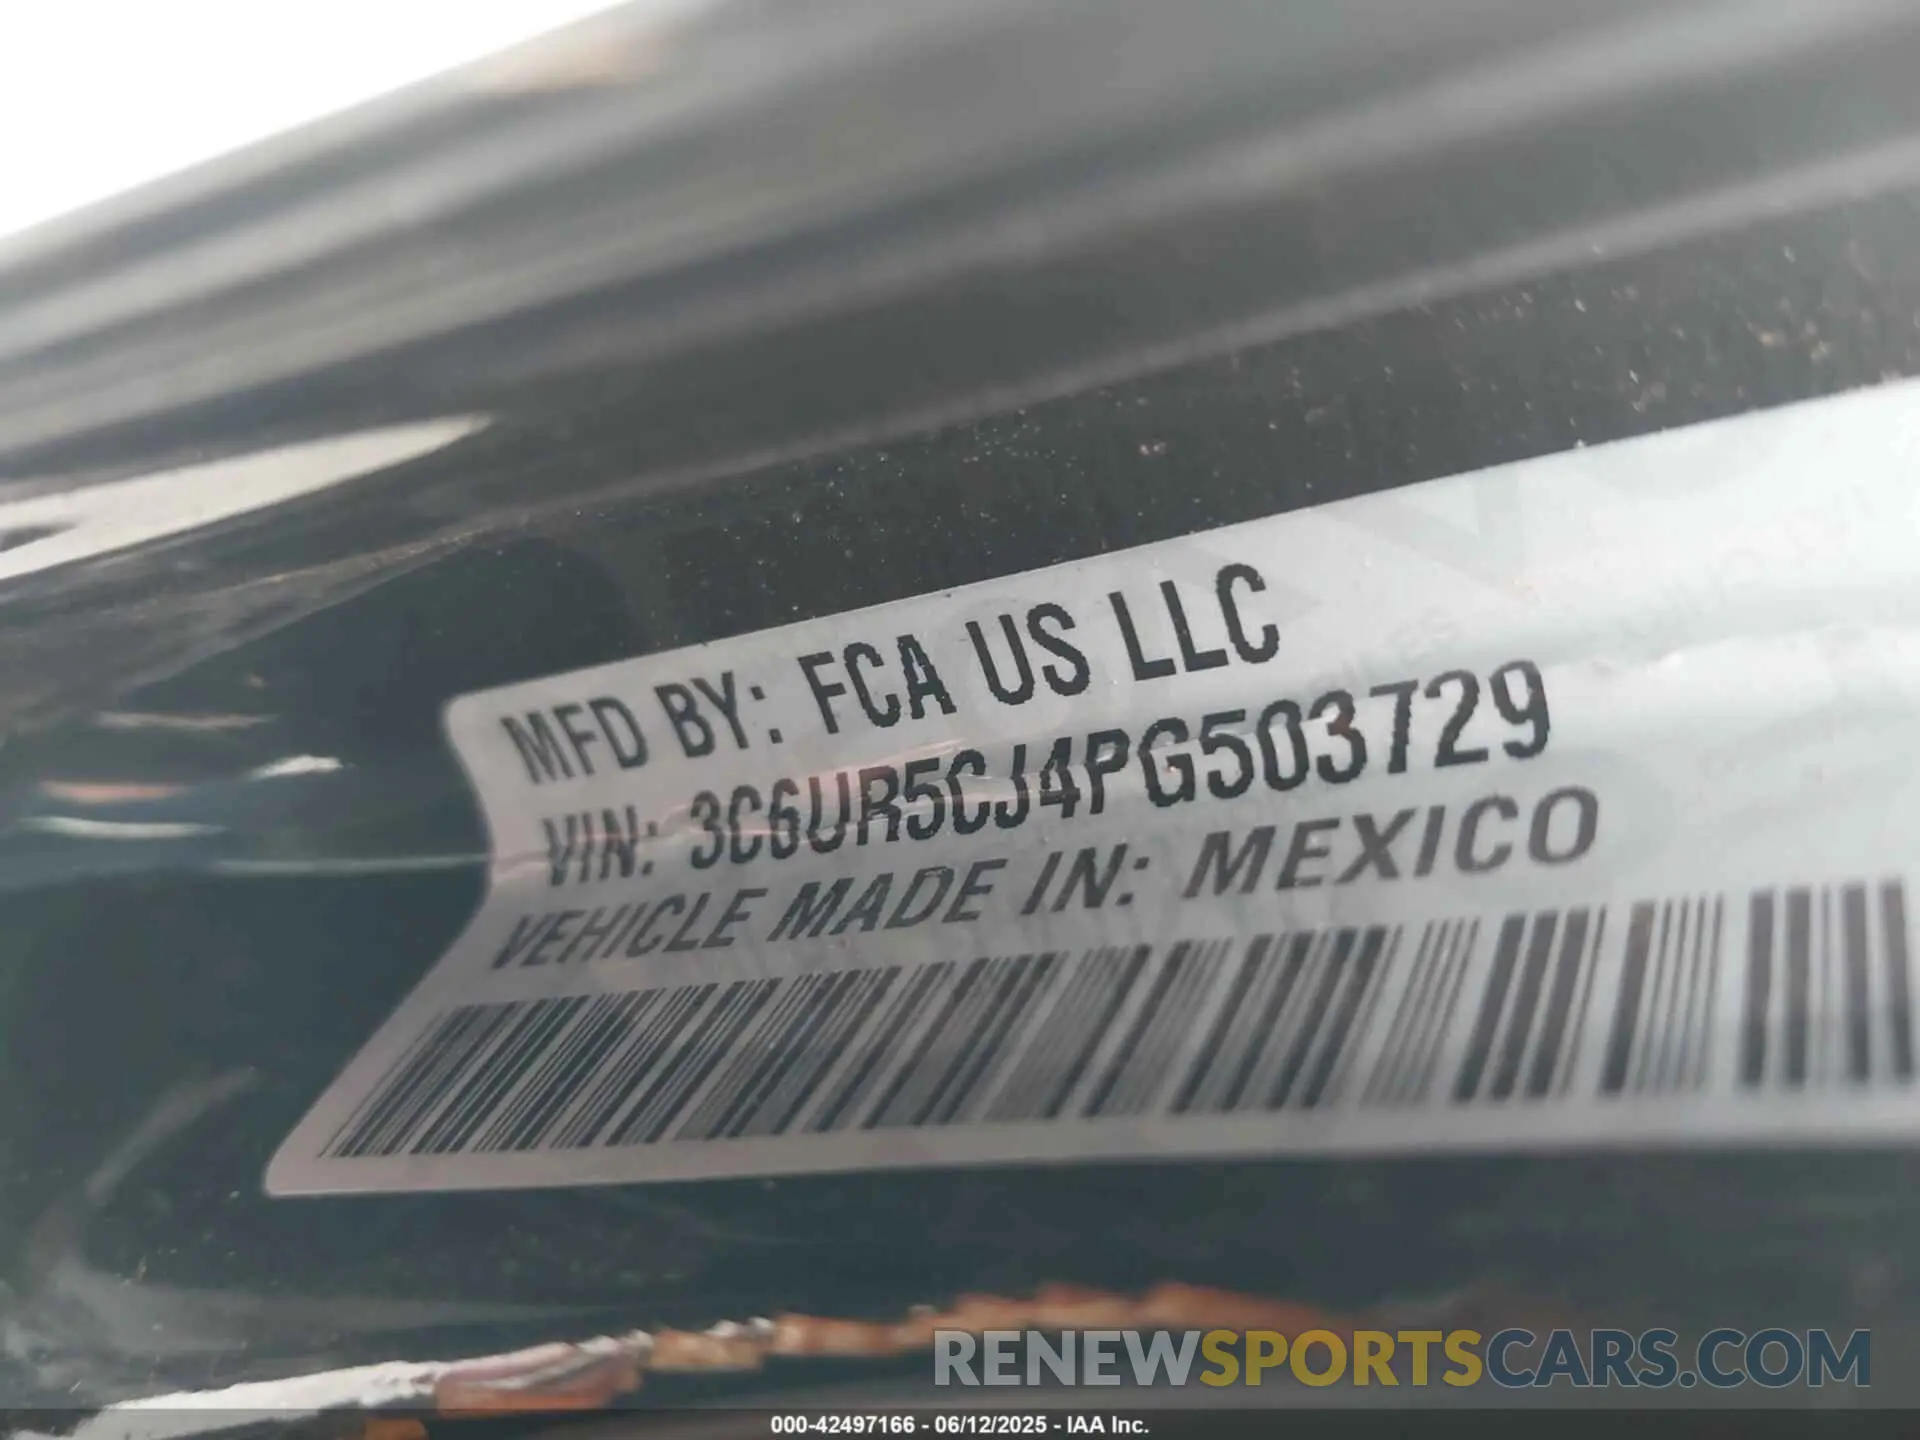 MFD BY: FCA US LLC
VIN: 3C6UR5CJ4PG503729
VEHICLE MADE IN: MEXICO
RENEWSPORTSCARS.COM
000-42497166 - 06/12/2025 - IAA Inc.